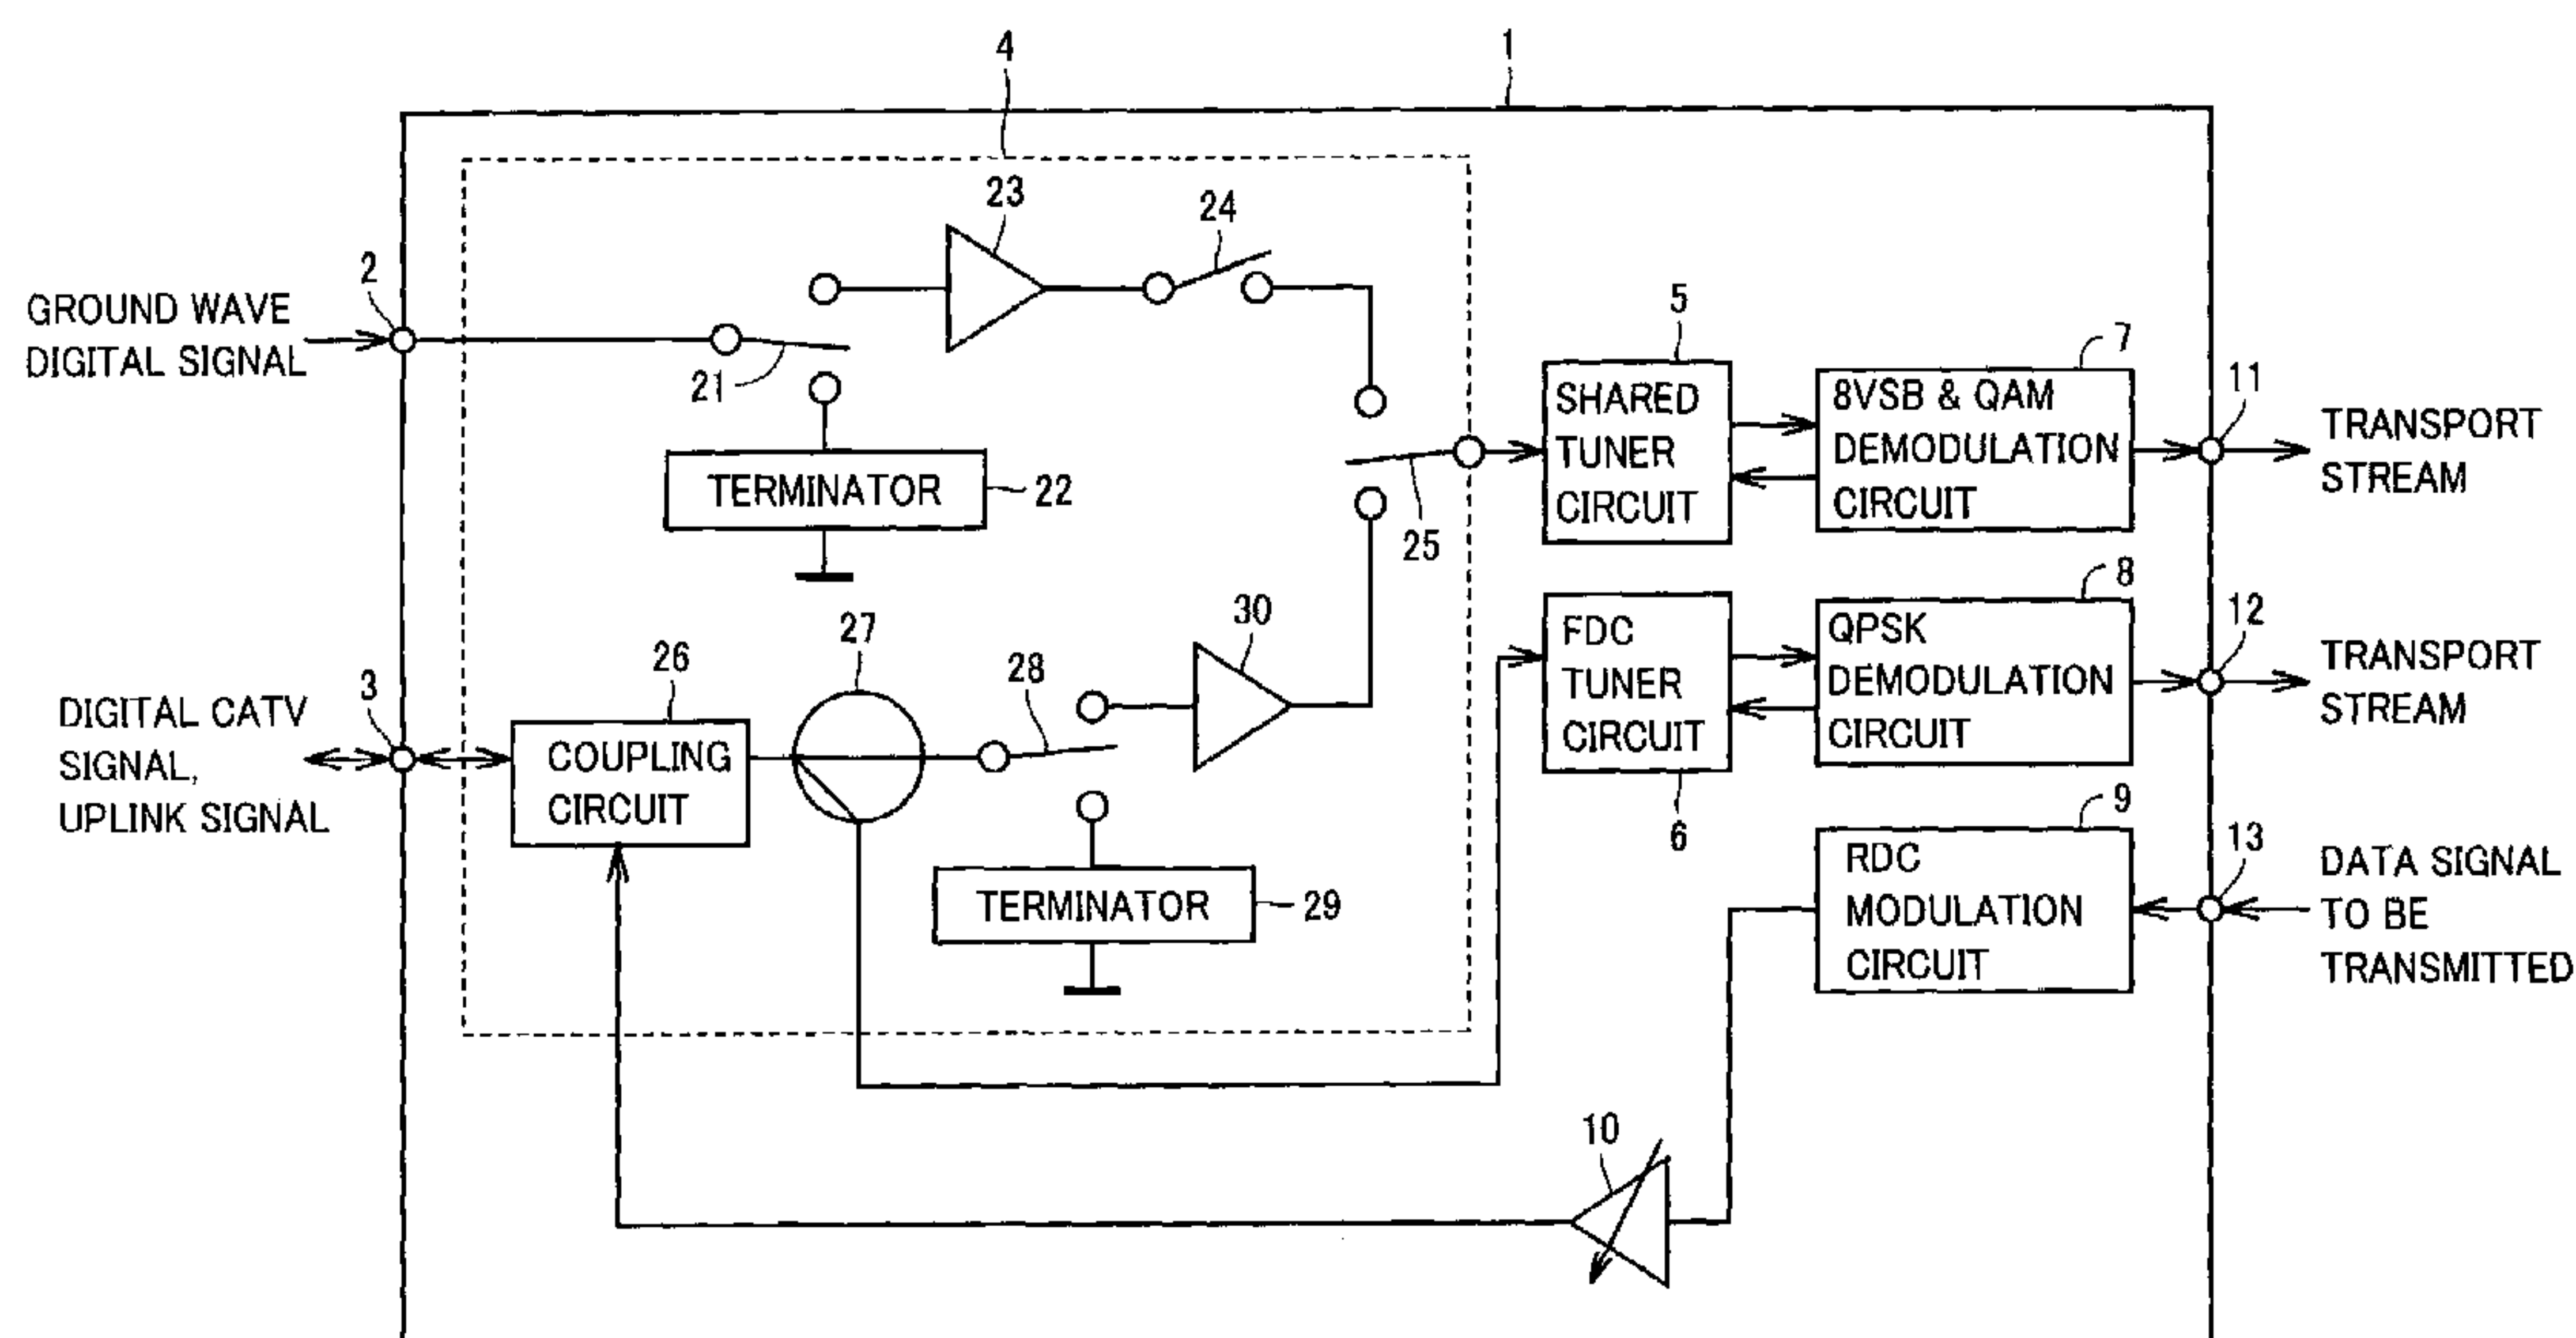 4
1
23
24
2
GROUND WAVE
DIGITAL SIGNAL
21
5
SHARED
TUNER
CIRCUIT
7
8VSB & QAM
DEMODULATION
CIRCUIT
11
TRANSPORT
STREAM
TERMINATOR
22
25
27
30
26
28
3
DIGITAL CATV
SIGNAL,
UPLINK SIGNAL
COUPLING
CIRCUIT
FDC
TUNER
CIRCUIT
6
8
QPSK
DEMODULATION
CIRCUIT
12
TRANSPORT
STREAM
TERMINATOR
29
9
RDC
MODULATION
CIRCUIT
13
DATA SIGNAL
TO BE
TRANSMITTED
10